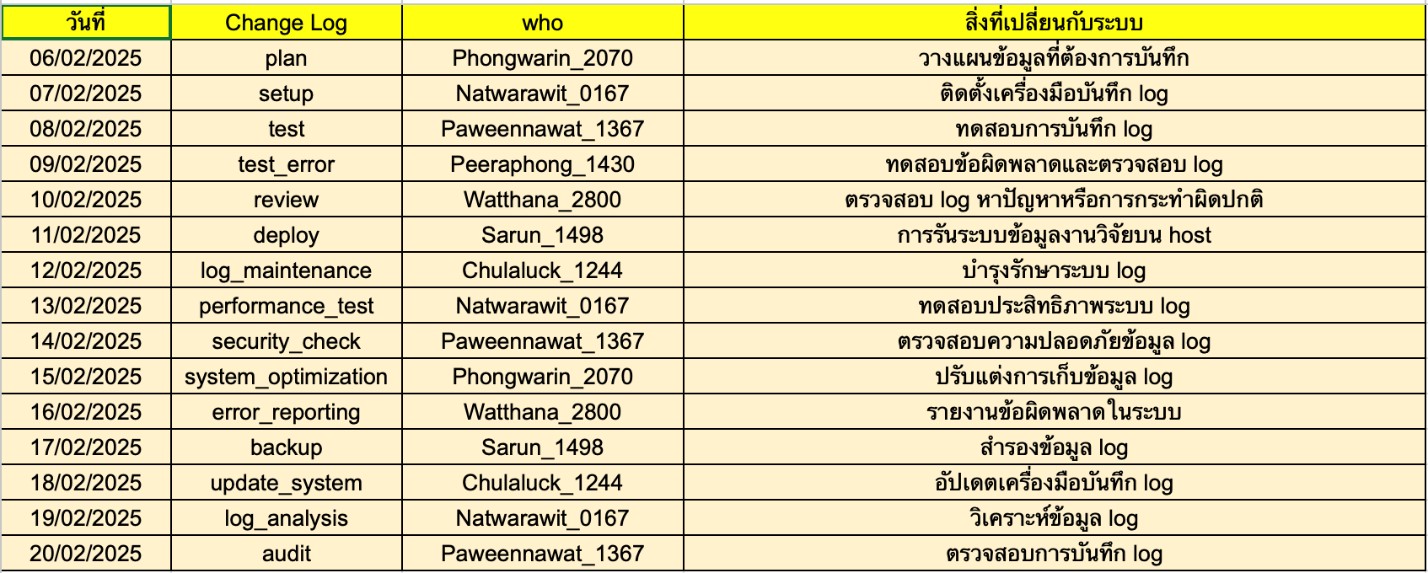 วันที่ Change Log who สิ่งที่เปลี่ยนกับระบบ
06/02/2025 plan Phongwarin_2070 วางแผนข้อมูลที่ต้องการบันทึก
07/02/2025 setup Natwarawit_0167 ติดตั้งเครื่องมือบันทึก log
08/02/2025 test Paweennawat_1367 ทดสอบการบันทึก log
09/02/2025 test_error Peeraphong_1430 ทดสอบข้อผิดพลาดและตรวจสอบ log
10/02/2025 review Watthana_2800 ตรวจสอบ log หาปัญหาหรือการกระทำผิดปกติ
11/02/2025 deploy Sarun_1498 การรันระบบข้อมูลงานวิจัยบน host
12/02/2025 log_maintenance Chulaluck_1244 บำรุงรักษาระบบ log
13/02/2025 performance_test Natwarawit_0167 ทดสอบประสิทธิภาพระบบ log
14/02/2025 security_check Paweennawat_1367 ตรวจสอบความปลอดภัยข้อมูล log
15/02/2025 system_optimization Phongwarin_2070 ปรับแต่งการเก็บข้อมูล log
16/02/2025 error_reporting Watthana_2800 รายงานข้อผิดพลาดในระบบ
17/02/2025 backup Sarun_1498 สำรองข้อมูล log
18/02/2025 update_system Chulaluck_1244 อัปเดตเครื่องมือบันทึก log
19/02/2025 log_analysis Natwarawit_0167 วิเคราะห์ข้อมูล log
20/02/2025 audit Paweennawat_1367 ตรวจสอบการบันทึก log